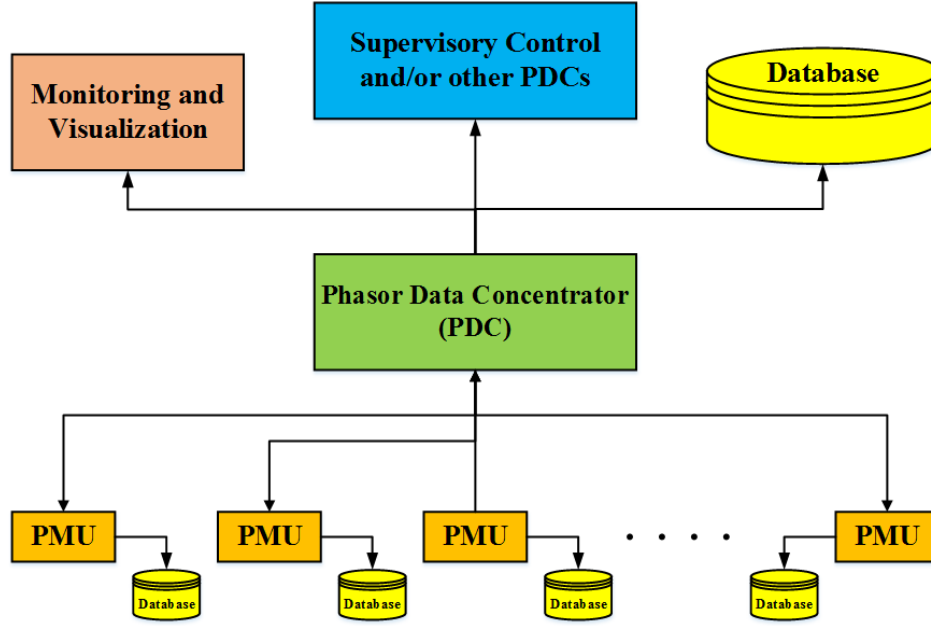 Supervisory Control
and/or other PDCs
Monitoring and
Visualization
Database
Phasor Data Concentrator
(PDC)
PMU
PMU
PMU
. . . .
PMU
Database
Database
Database
Database